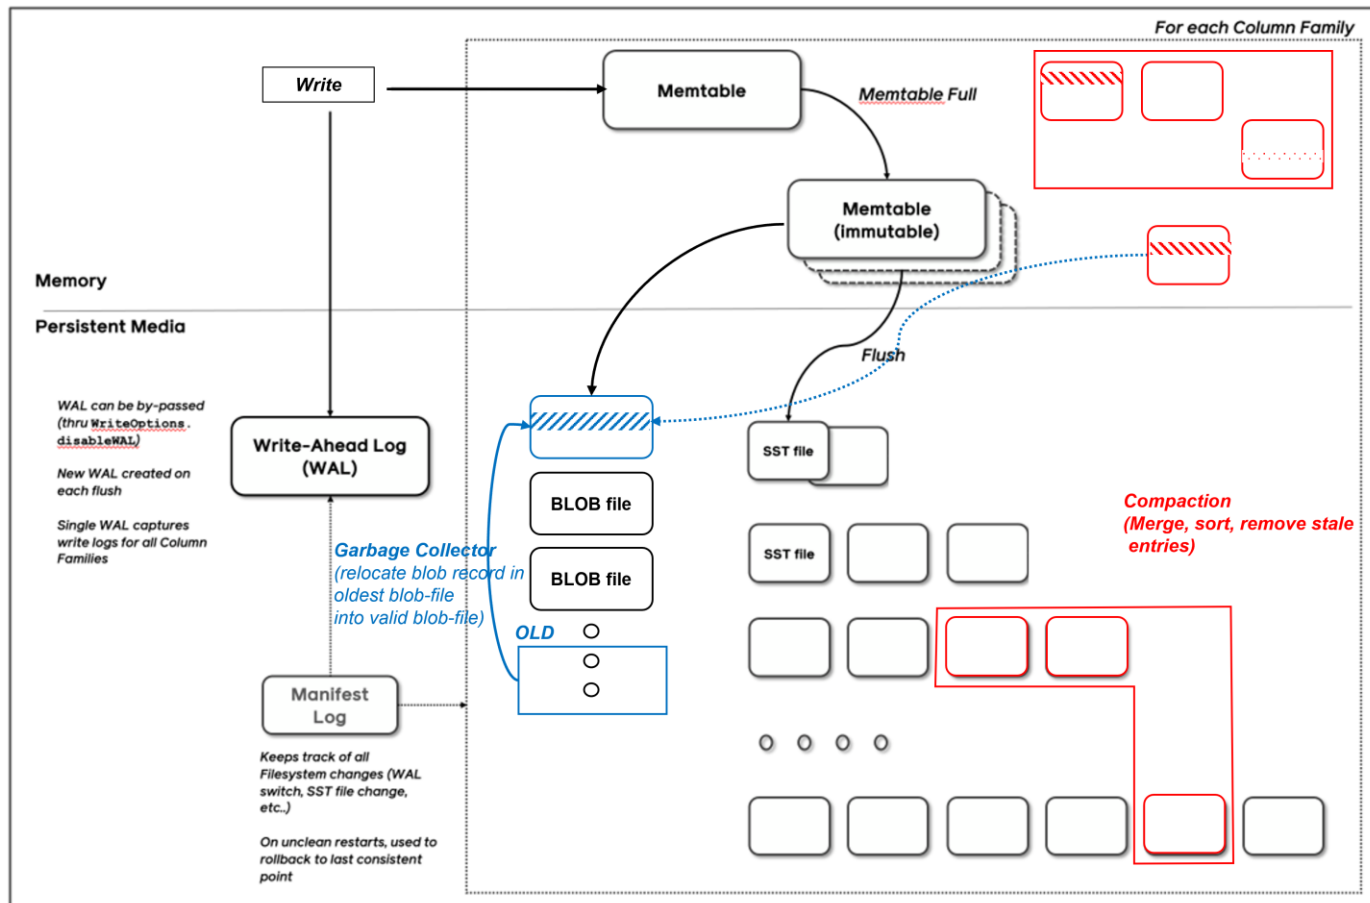 For each Column Family
Write
Memtable
Memtable Full
Memtable
(immutable)
Memory
Persistent Media
Flush
WAL can be by-passed
(thru WriteOptions.
disableWAL)
New WAL created on
each flush
Single WAL captures
write logs for all Column
Families
Write-Ahead Log
(WAL)
SST file
BLOB file
Compaction
(Merge, sort, remove stale
entries)
Garbage Collector
(relocate blob record in
oldest blob-file
into valid blob-file)
BLOB file
SST file
OLD
Manifest
Log
Keeps track of all
Filesystem changes (WAL
switch, SST file change,
etc..)
On unclean restarts, used to
rollback to last consistent
point